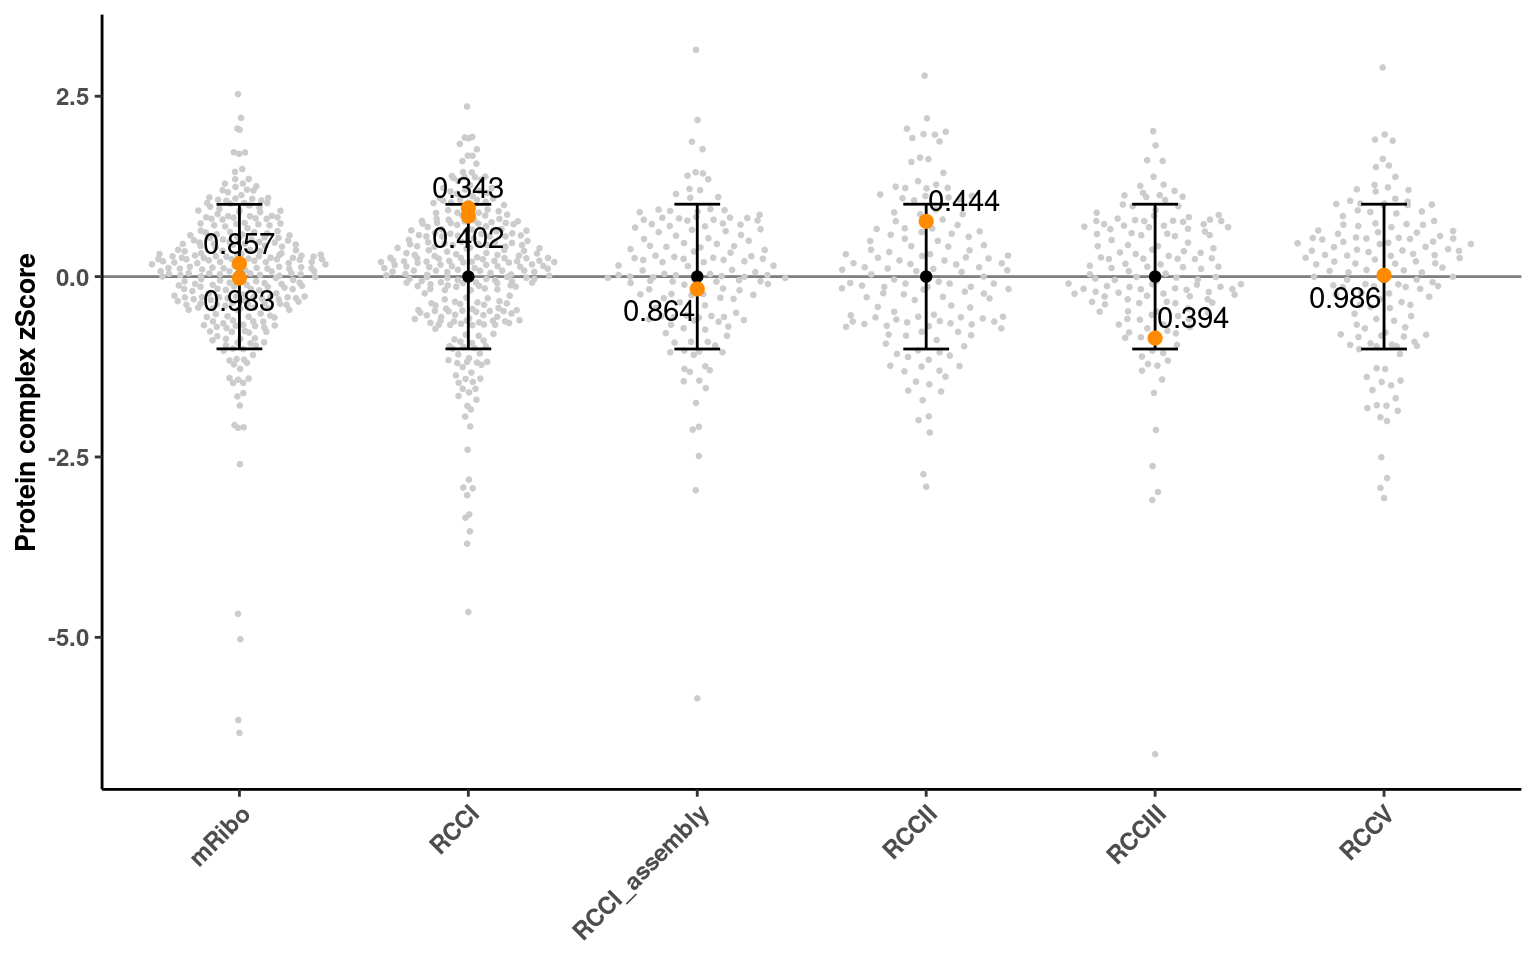 Protein complex zScore
2.5
0.0
-2.5
-5.0
0.857
0.983
0.343
0.402
0.864
0.444
0.394
0.986
mRibo
RCCI
RCCI_assembly
RCCII
RCCIII
RCCV